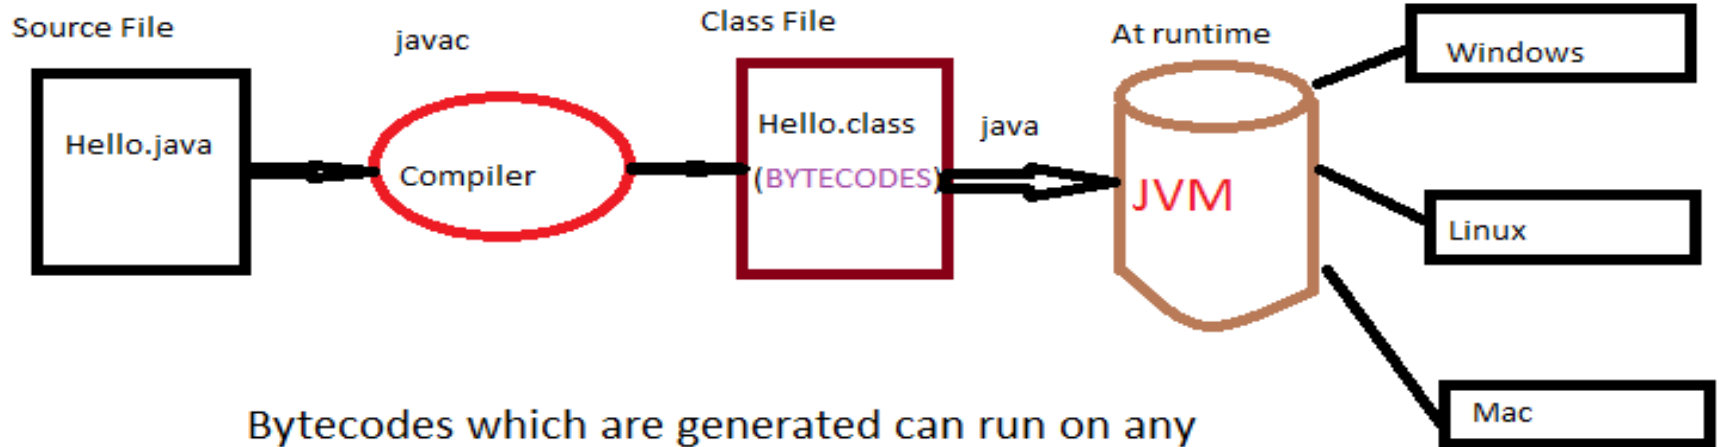 Source File
javac
Class File
At runtime
Windows
Hello.java
Compiler
Hello.class
(BYTECODES)
java
JVM
Linux
Mac
Bytecodes which are generated can run on any